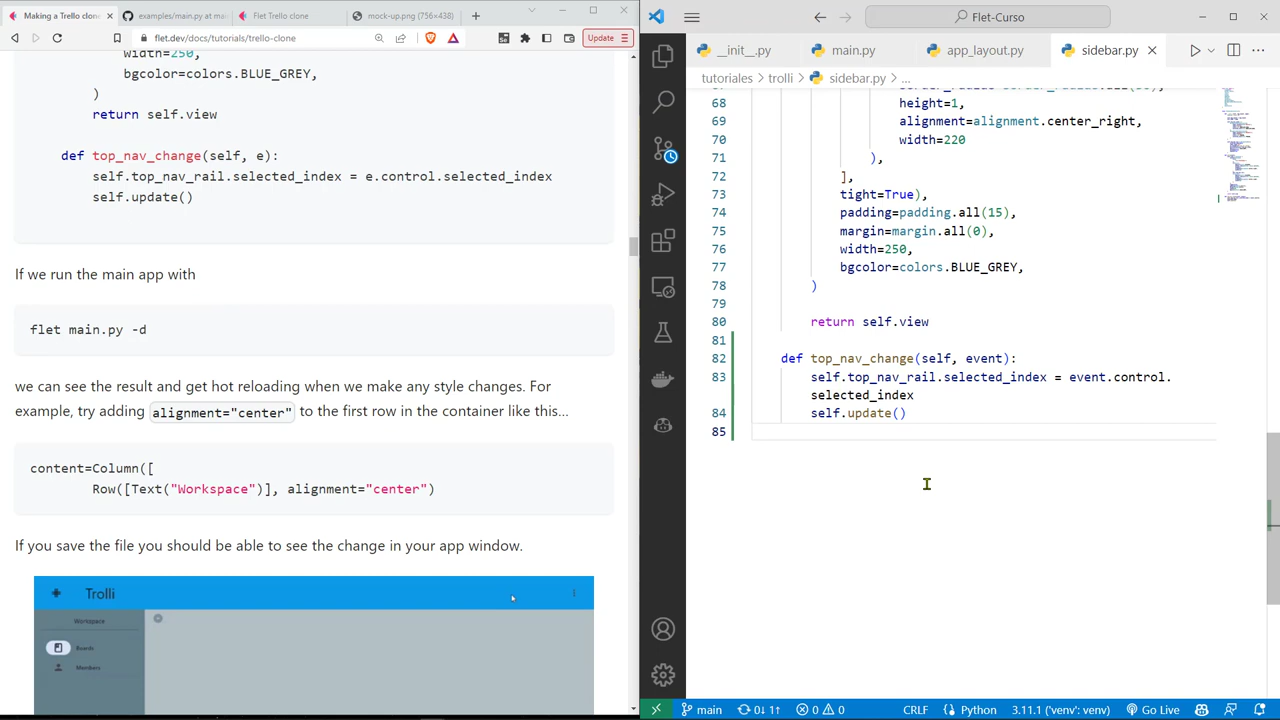 Making a Trello clon
examples/main.py at m
Flet Trello clone
mock-up.png (756×438)
flet.dev/docs/tutorials/trello-clone
Update
width=250,
bgcolor=colors.BLUE_GREY,
)
return self.view
def top_nav_change(self, e):
self.top_nav_rail.selected_index = e.control.selected_index
self.update()
If we run the main app with
flet main.py -d
we can see the result and get hot reloading when we make any style changes. For
example, try adding alignment="center" to the first row in the container like this...
content=Column([
Row([Text("Workspace")], alignment="center")
If you save the file you should be able to see the change in your app window.
Trolli
Workspace
Boards
Members
Flet-Curso
__init__.py
main.py
app_layout.py
sidebar.py
tutoriales > trolli > sidebar.py > ...
68 height=1,
69 alignment=alignment.center_right,
70 width=220
71 ),
72 ],
73 tight=True),
74 padding=padding.all(15),
75 margin=margin.all(0),
76 width=250,
77 bgcolor=colors.BLUE_GREY,
78 )
79
80 return self.view
81
82 def top_nav_change(self, event):
83 self.top_nav_rail.selected_index = event.control.
selected_index
84 self.update()
85
main 0↓ 1↑ 0 0 CRLF Python 3.11.1 ('venv': venv) Go Live